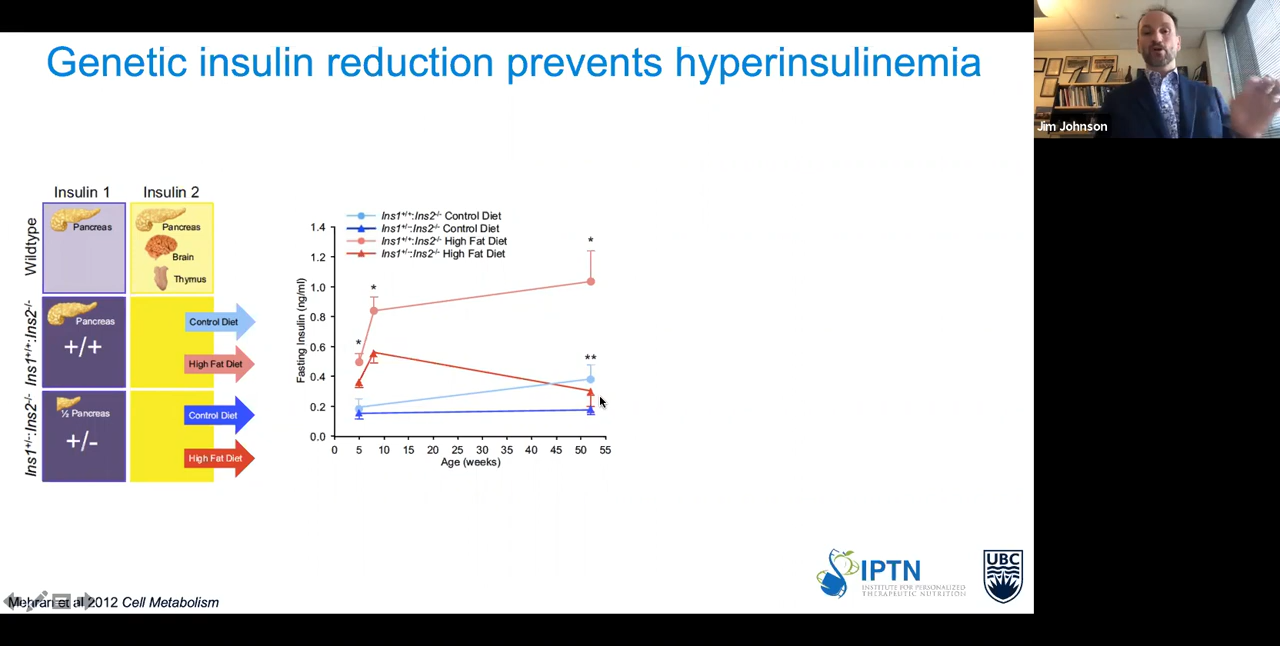 Genetic insulin reduction prevents hyperinsulinemia
Jim Johnson
Insulin 1
Insulin 2
Wildtype
Pancreas
Pancreas
Brain
Thymus
Ins1+/+:Ins2-/-
Pancreas
+/+
Control Diet
High Fat Diet
Ins1+/-:Ins2-/-
½ Pancreas
+/-
Control Diet
High Fat Diet
Ins1+/+:Ins2-/- Control Diet
Ins1+/-:Ins2-/- Control Diet
Ins1+/+:Ins2-/- High Fat Diet
Ins1+/-:Ins2-/- High Fat Diet
Fasting Insulin (ng/ml)
1.4
1.2
1.0
0.8
0.6
0.4
0.2
0.0
*
*
*
**
0 5 10 15 20 25 30 35 40 45 50 55
Age (weeks)
IPTN
INSTITUTE FOR PERSONALIZED
THERAPEUTIC NUTRITION
UBC
Mehran et al 2012 Cell Metabolism